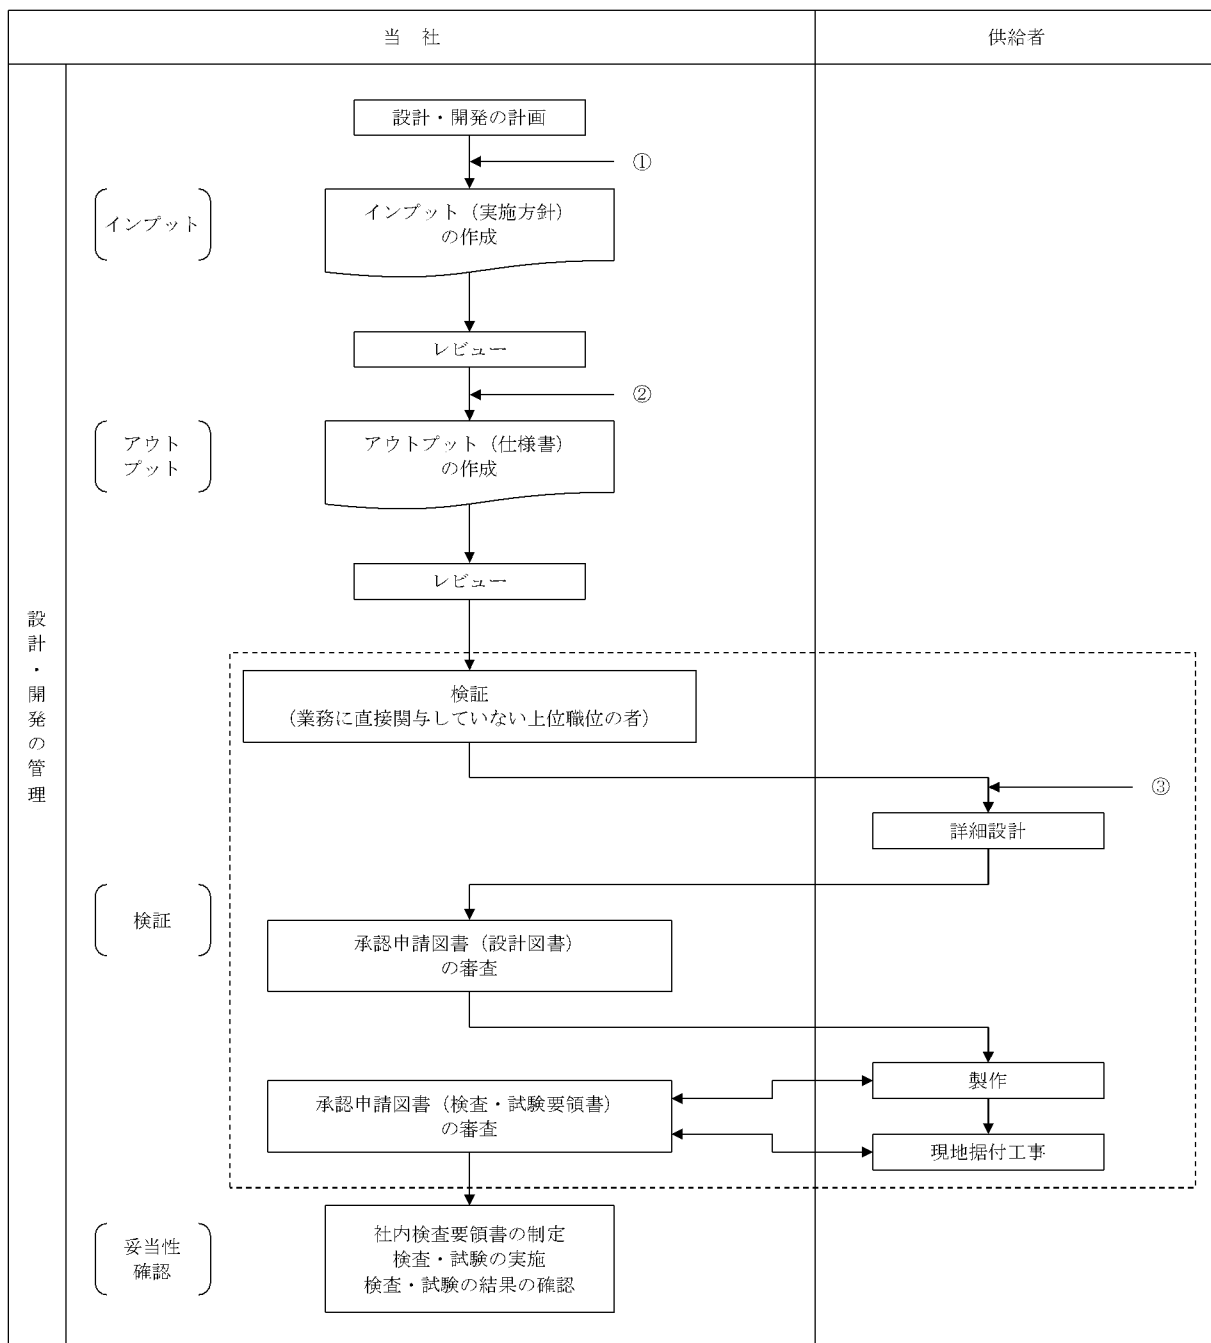 当 社
供給者
設計・開発の管理
設計・開発の計画
①
インプット
インプット（実施方針）
の作成
レビュー
②
アウト
プット
アウトプット（仕様書）
の作成
レビュー
検証
（業務に直接関与していない上位職位の者）
③
詳細設計
検証
承認申請図書（設計図書）
の審査
製作
承認申請図書（検査・試験要領書）
の審査
現地据付工事
妥当性
確認
社内検査要領書の制定
検査・試験の実施
検査・試験の結果の確認